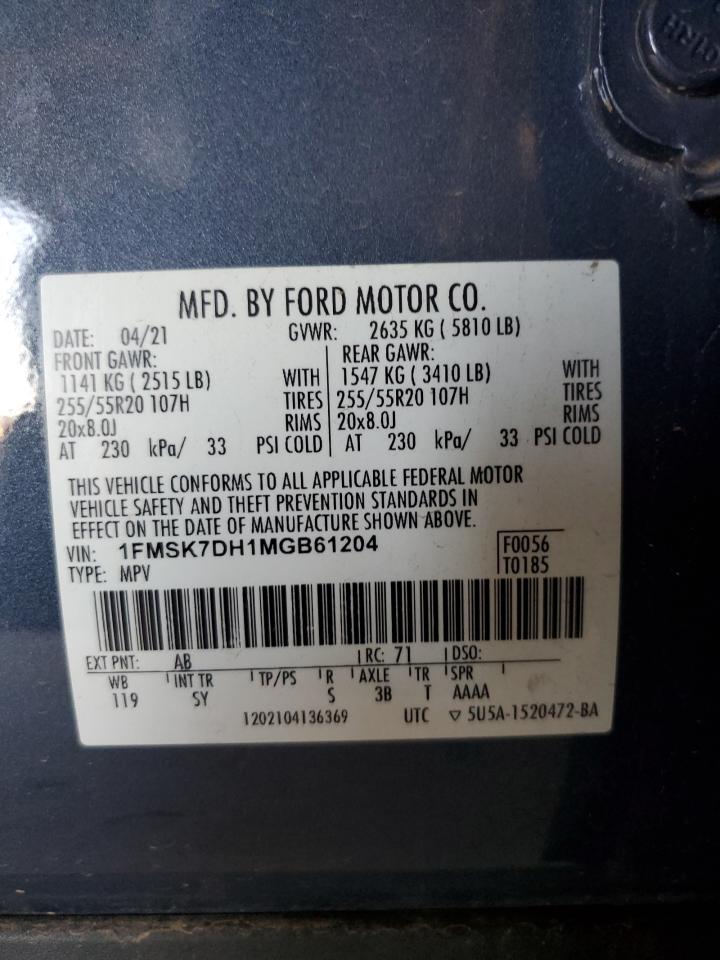 MFD. BY FORD MOTOR CO.
DATE: 04/21 GVWR: 2635 KG ( 5810 LB)
FRONT GAWR: REAR GAWR:
1141 KG ( 2515 LB) WITH 1547 KG ( 3410 LB) WITH
255/55R20 107H TIRES 255/55R20 107H TIRES
20x8.0J RIMS 20x8.0J RIMS
AT 230 kPa/ 33 PSI COLD AT 230 kPa/ 33 PSI COLD
THIS VEHICLE CONFORMS TO ALL APPLICABLE FEDERAL MOTOR
VEHICLE SAFETY AND THEFT PREVENTION STANDARDS IN
EFFECT ON THE DATE OF MANUFACTURE SHOWN ABOVE.
VIN: 1FMSK7DH1MGB61204 F0056
TYPE: MPV T0185
EXT PNT: AB RC: 71 DSO:
WB INT TR TP/PS R AXLE TR SPR
119 SY S 3B T AAAA
1202104136369 UTC ▽ 5U5A-1520472-BA